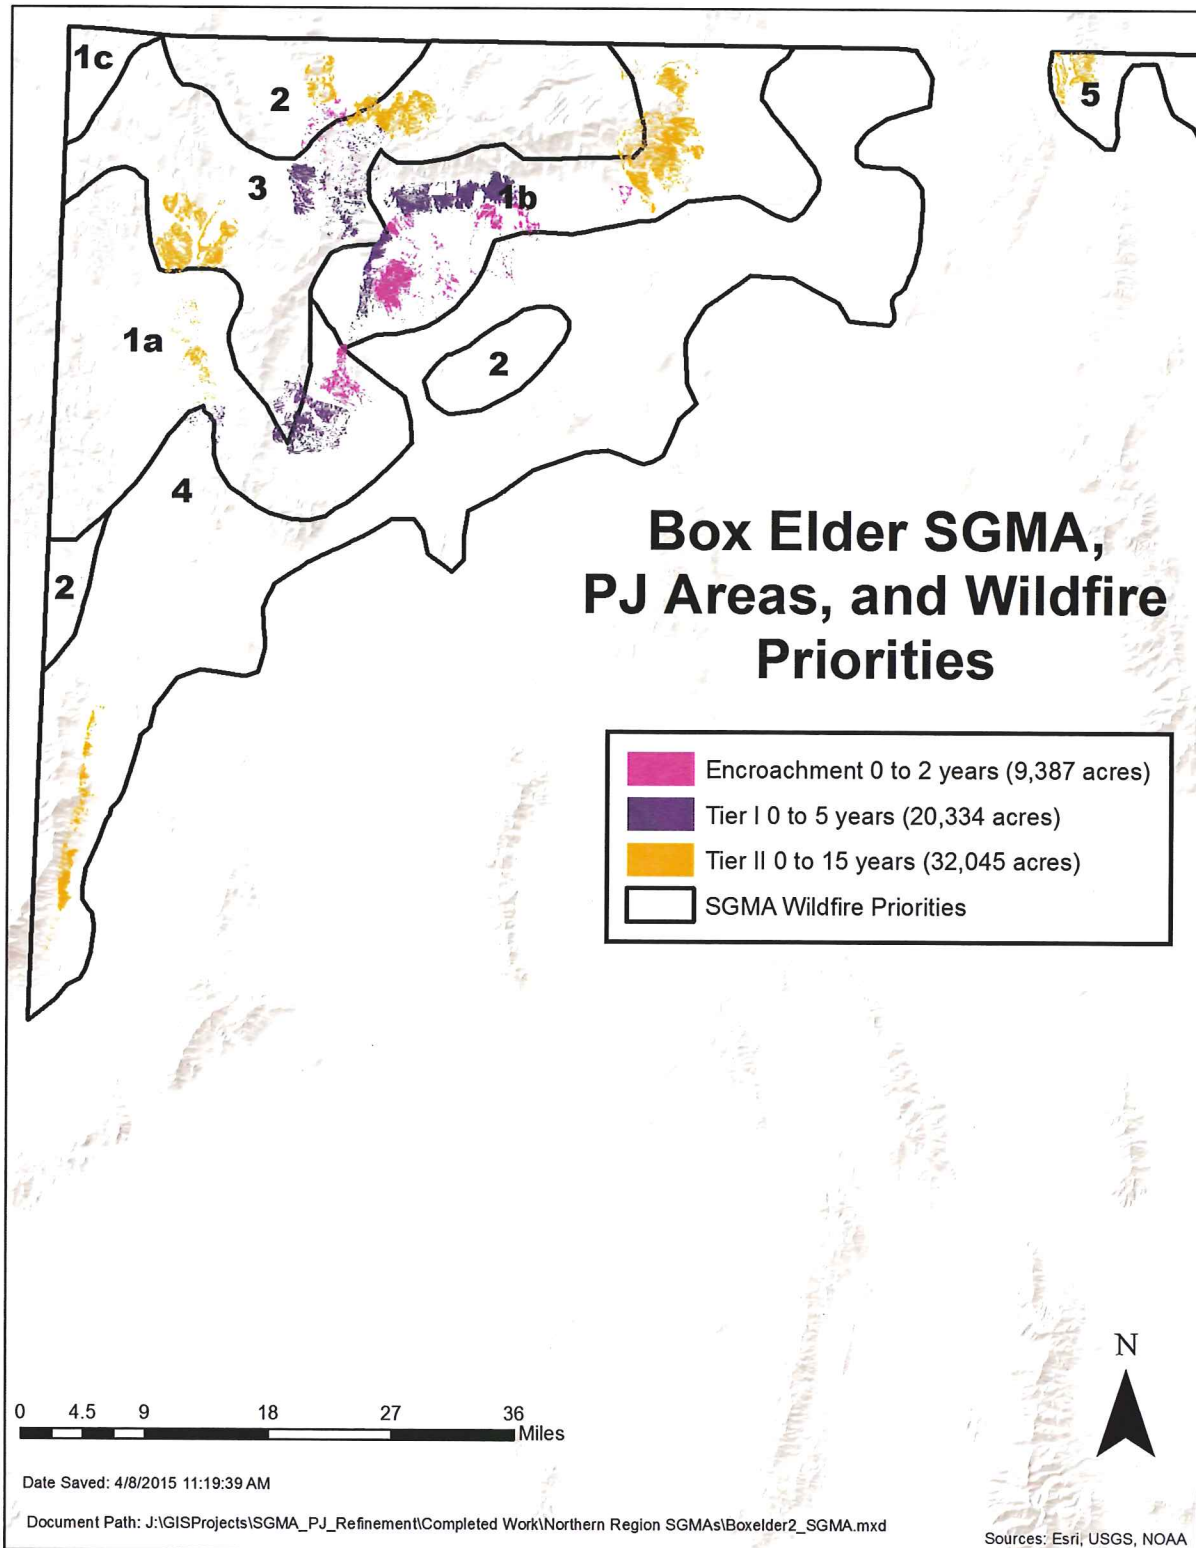 1c
2
5
3
1b
1a
2
4
2
Box Elder SGMA,
PJ Areas, and Wildfire
Priorities
Encroachment 0 to 2 years (9,387 acres)
Tier I 0 to 5 years (20,334 acres)
Tier II 0 to 15 years (32,045 acres)
SGMA Wildfire Priorities
N
0 4.5 9 18 27 36
Miles
Date Saved: 4/8/2015 11:19:39 AM
Document Path: J:\GISProjects\SGMA_PJ_Refinement\Completed Work\Northern Region SGMAs\Boxelder2_SGMA.mxd
Sources: Esri, USGS, NOAA